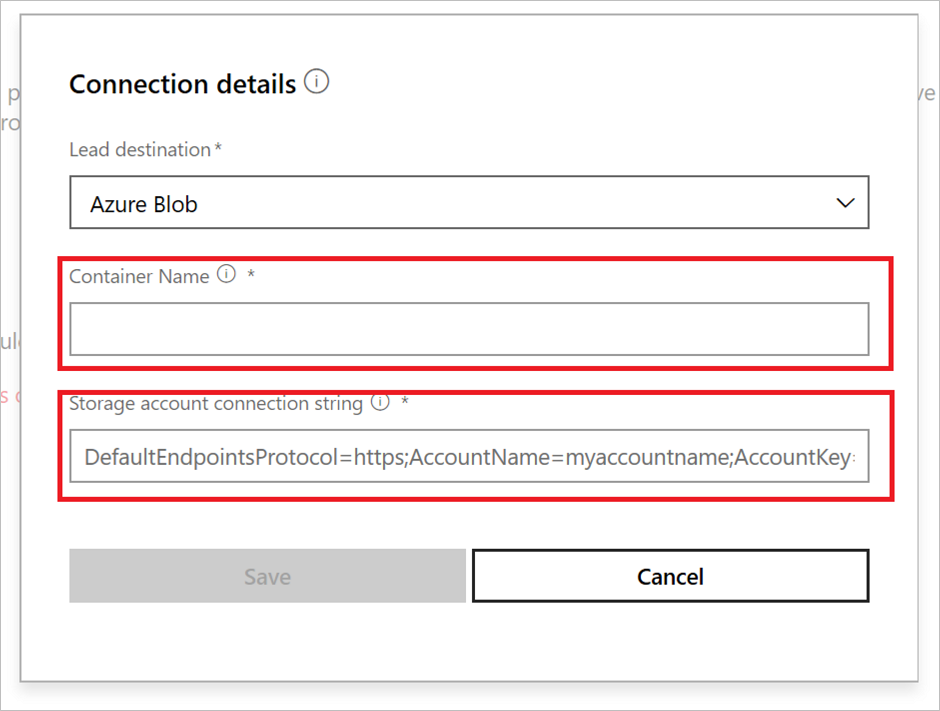 Connection details
Lead destination *
Azure Blob
Container Name *
Storage account connection string *
DefaultEndpointsProtocol=https;AccountName=myaccountname;AccountKey
Save
Cancel